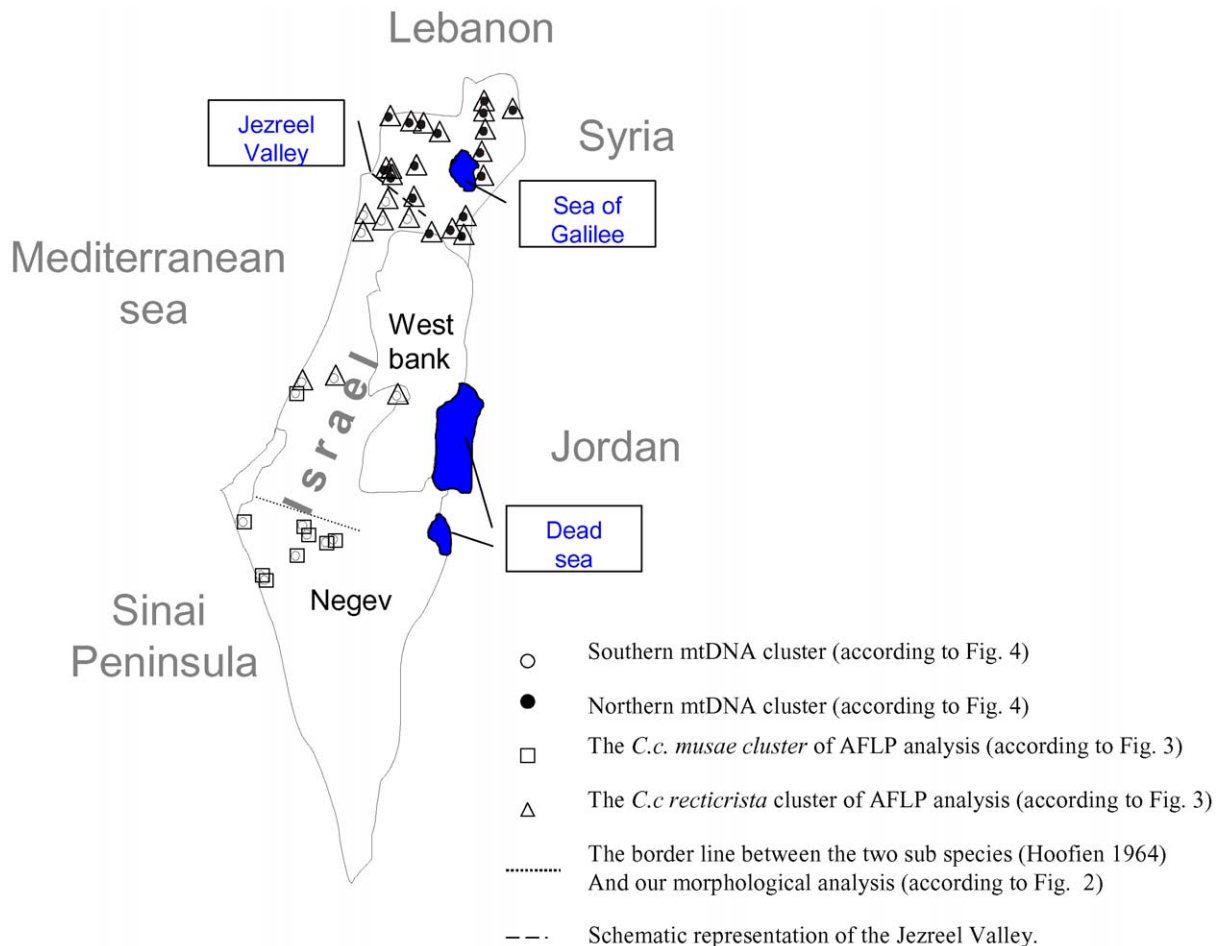 Lebanon
Jezreel
Valley
Syria
Sea of
Galilee
Mediterranean
sea
West
bank
Israel
Jordan
Dead
sea
Negev
Sinai
Peninsula
Southern mtDNA cluster (according to Fig. 4)
Northern mtDNA cluster (according to Fig. 4)
The C.c. musae cluster of AFLP analysis (according to Fig. 3)
The C.c recticrista cluster of AFLP analysis (according to Fig. 3)
The border line between the two sub species (Hoofien 1964)
And our morphological analysis (according to Fig. 2)
Schematic representation of the Jezreel Valley.